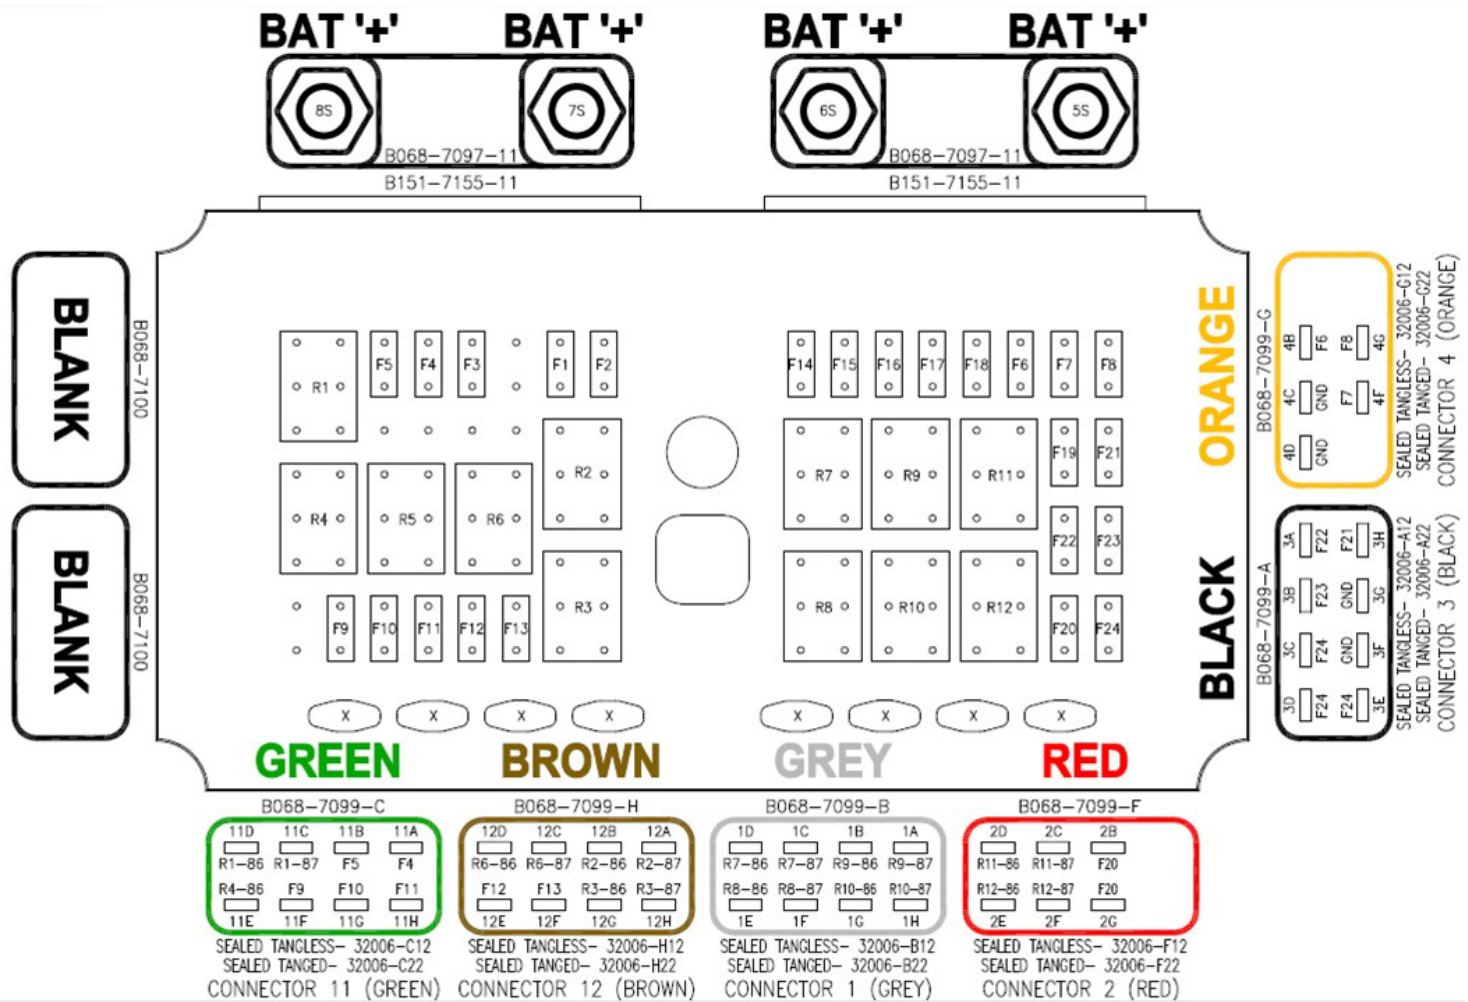 BAT '+' BAT '+' BAT '+' BAT '+'
8S 7S 6S 5S
B068-7097-11 B068-7097-11
B151-7155-11 B151-7155-11
BLANK
B068-7100
BLANK
B068-7100
R1 F5 F4 F3 F1 F2
R2
R4 R5 R6
R3
F9 F10 F11 F12 F13
F14 F15 F16 F17 F18 F6 F7 F8
R7 R9 R11 F19 F21
F22 F23
R8 R10 R12 F20 F24
X X X X X X X X
GREEN BROWN GREY RED
ORANGE
B068-7099-G
4B F6 F8 4G
4C GND F7 4F
4D GND
SEALED TANGLESS- 32006-G12
SEALED TANGED- 32006-G22
CONNECTOR 4 (ORANGE)
BLACK
B068-7099-A
3A F22 F21 3H
3B F23 GND 3G
3C F24 GND 3F
3D F24 F24 3E
SEALED TANGLESS- 32006-A12
SEALED TANGED- 32006-A22
CONNECTOR 3 (BLACK)
B068-7099-C
11D 11C 11B 11A
R1-86 R1-87 F5 F4
R4-86 F9 F10 F11
11E 11F 11G 11H
SEALED TANGLESS- 32006-C12
SEALED TANGED- 32006-C22
CONNECTOR 11 (GREEN)
B068-7099-H
12D 12C 12B 12A
R6-86 R6-87 R2-86 R2-87
F12 F13 R3-86 R3-87
12E 12F 12G 12H
SEALED TANGLESS- 32006-H12
SEALED TANGED- 32006-H22
CONNECTOR 12 (BROWN)
B068-7099-B
1D 1C 1B 1A
R7-86 R7-87 R9-86 R9-87
R8-86 R8-87 R10-86 R10-87
1E 1F 1G 1H
SEALED TANGLESS- 32006-B12
SEALED TANGED- 32006-B22
CONNECTOR 1 (GREY)
B068-7099-F
2D 2C 2B
R11-86 R11-87 F20
R12-86 R12-87 F20
2E 2F 2G
SEALED TANGLESS- 32006-F12
SEALED TANGED- 32006-F22
CONNECTOR 2 (RED)